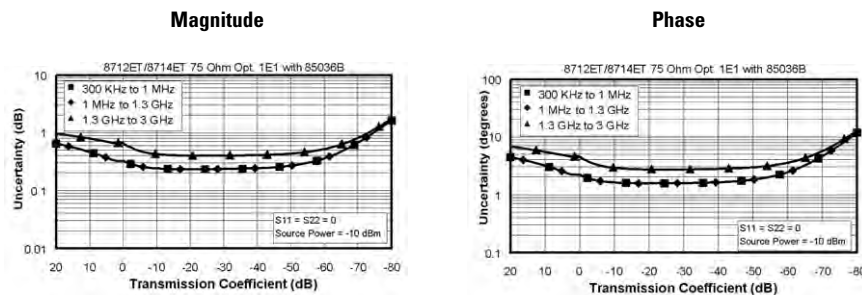 Magnitude
8712ET/8714ET 75 Ohm Opt. 1E1 with 85036B
10
1
0.1
0.01
Uncertainty (dB)
300 KHz to 1 MHz
1 MHz to 1.3 GHz
1.3 GHz to 3 GHz
S11 = S22 = 0
Source Power = -10 dBm
20 10 0 -10 -20 -30 -40 -50 -60 -70 -80
Transmission Coefficient (dB)
Phase
8712ET/8714ET 75 Ohm Opt. 1E1 with 85036B
100
10
1
0.1
Uncertainty (degrees)
300 KHz to 1 MHz
1 MHz to 1.3 GHz
1.3 GHz to 3 GHz
S11 = S22 = 0
Source Power = -10 dBm
20 10 0 -10 -20 -30 -40 -50 -60 -70 -80
Transmission Coefficient (dB)